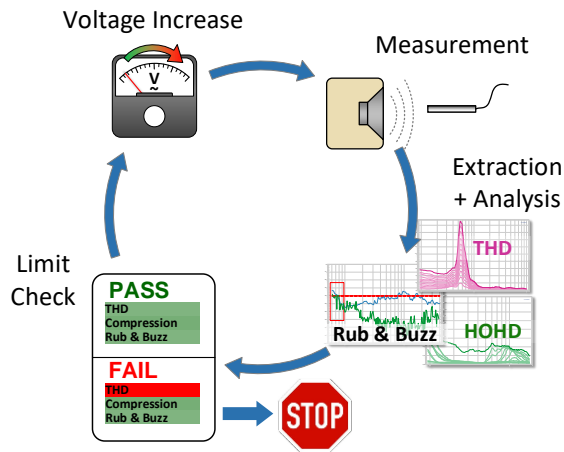 Voltage Increase
V
~
Measurement
Extraction
+ Analysis
THD
HOHD
Rub & Buzz
Limit
Check
PASS
THD
Compression
Rub & Buzz
FAIL
THD
Compression
Rub & Buzz
STOP